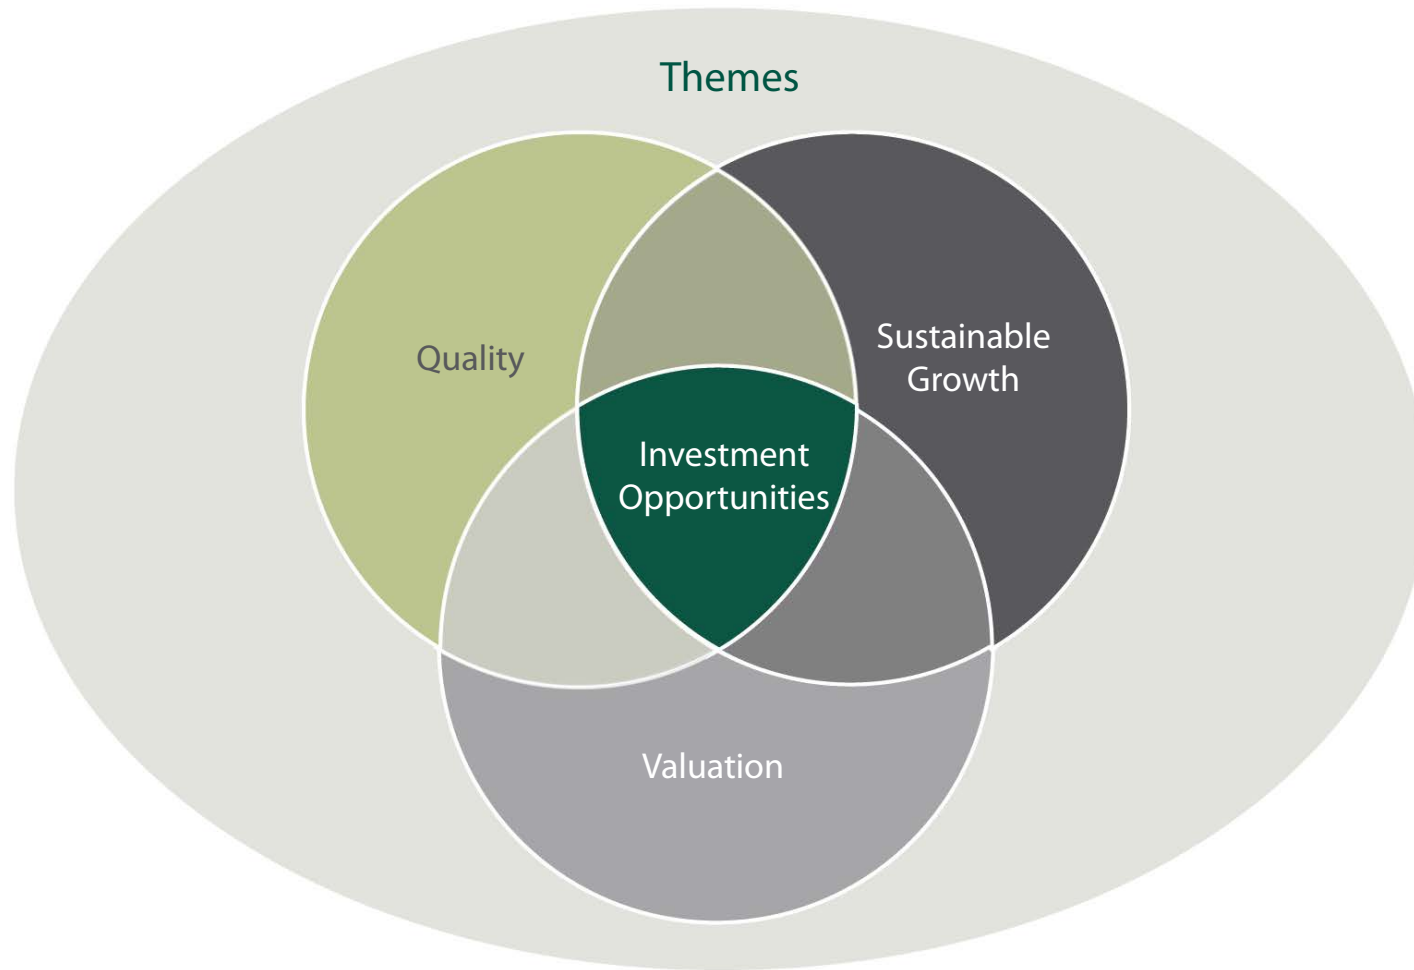 Themes
Quality
Sustainable
Growth
Investment
Opportunities
Valuation